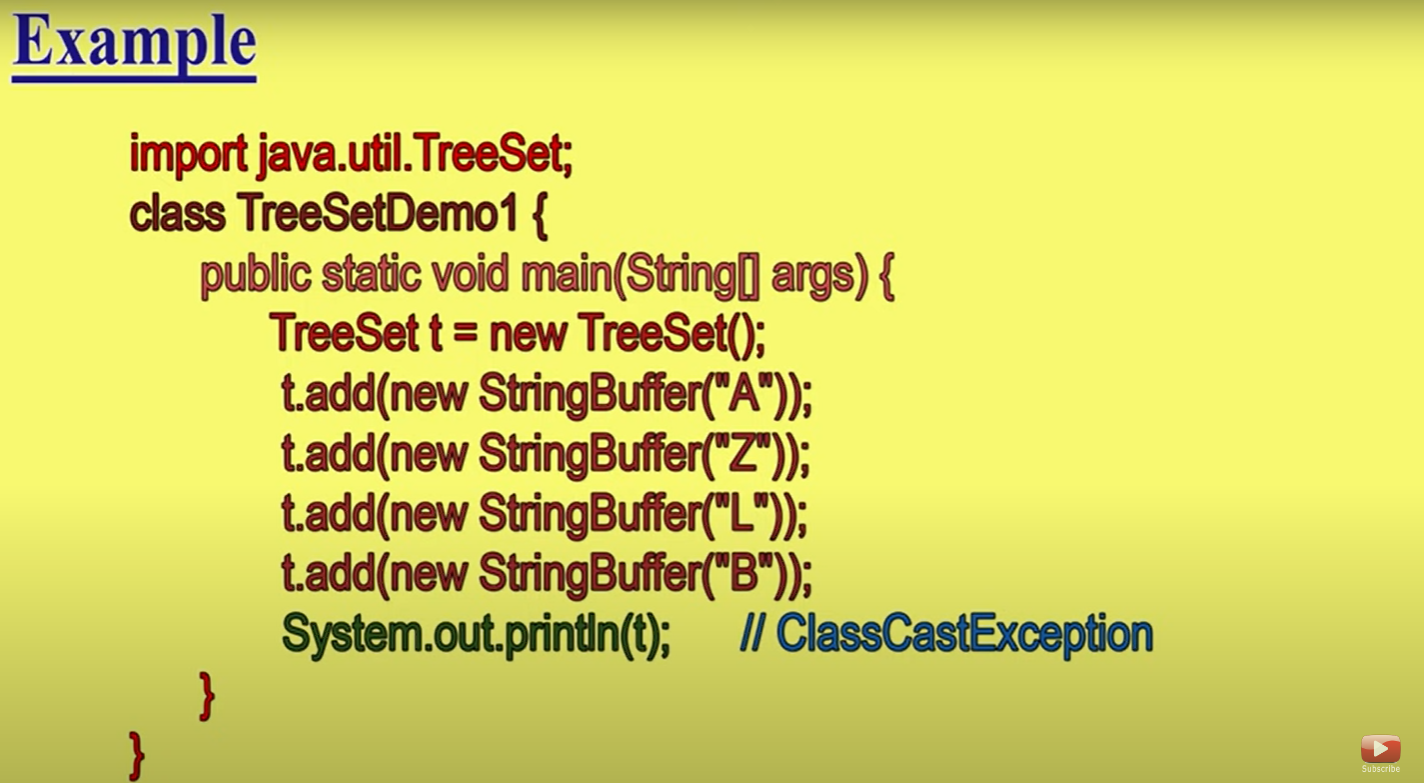 Example
import java.util.TreeSet;
class TreeSetDemo1 {
public static void main(String[] args) {
TreeSet t = new TreeSet();
t.add(new StringBuffer("A"));
t.add(new StringBuffer("Z"));
t.add(new StringBuffer("L"));
t.add(new StringBuffer("B"));
System.out.println(t); // ClassCastException
}
}
Subscribe